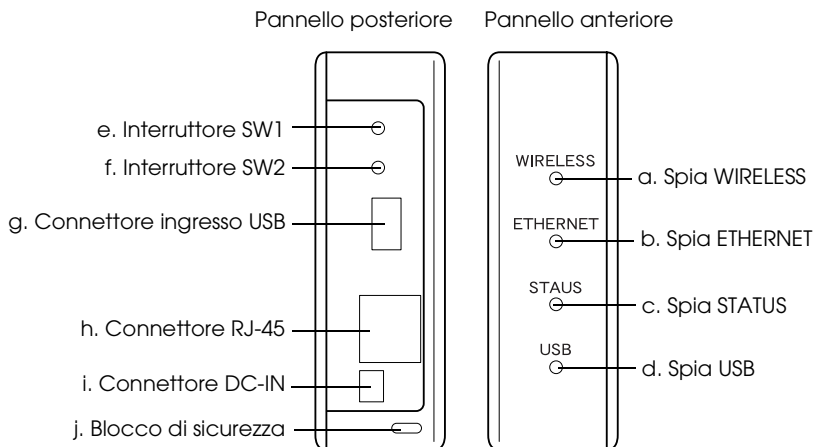 Pannello posteriore
Pannello anteriore
e. Interruttore SW1
f. Interruttore SW2
g. Connettore ingresso USB
h. Connettore RJ-45
i. Connettore DC-IN
j. Blocco di sicurezza
WIRELESS
a. Spia WIRELESS
ETHERNET
b. Spia ETHERNET
STAUS
c. Spia STATUS
USB
d. Spia USB